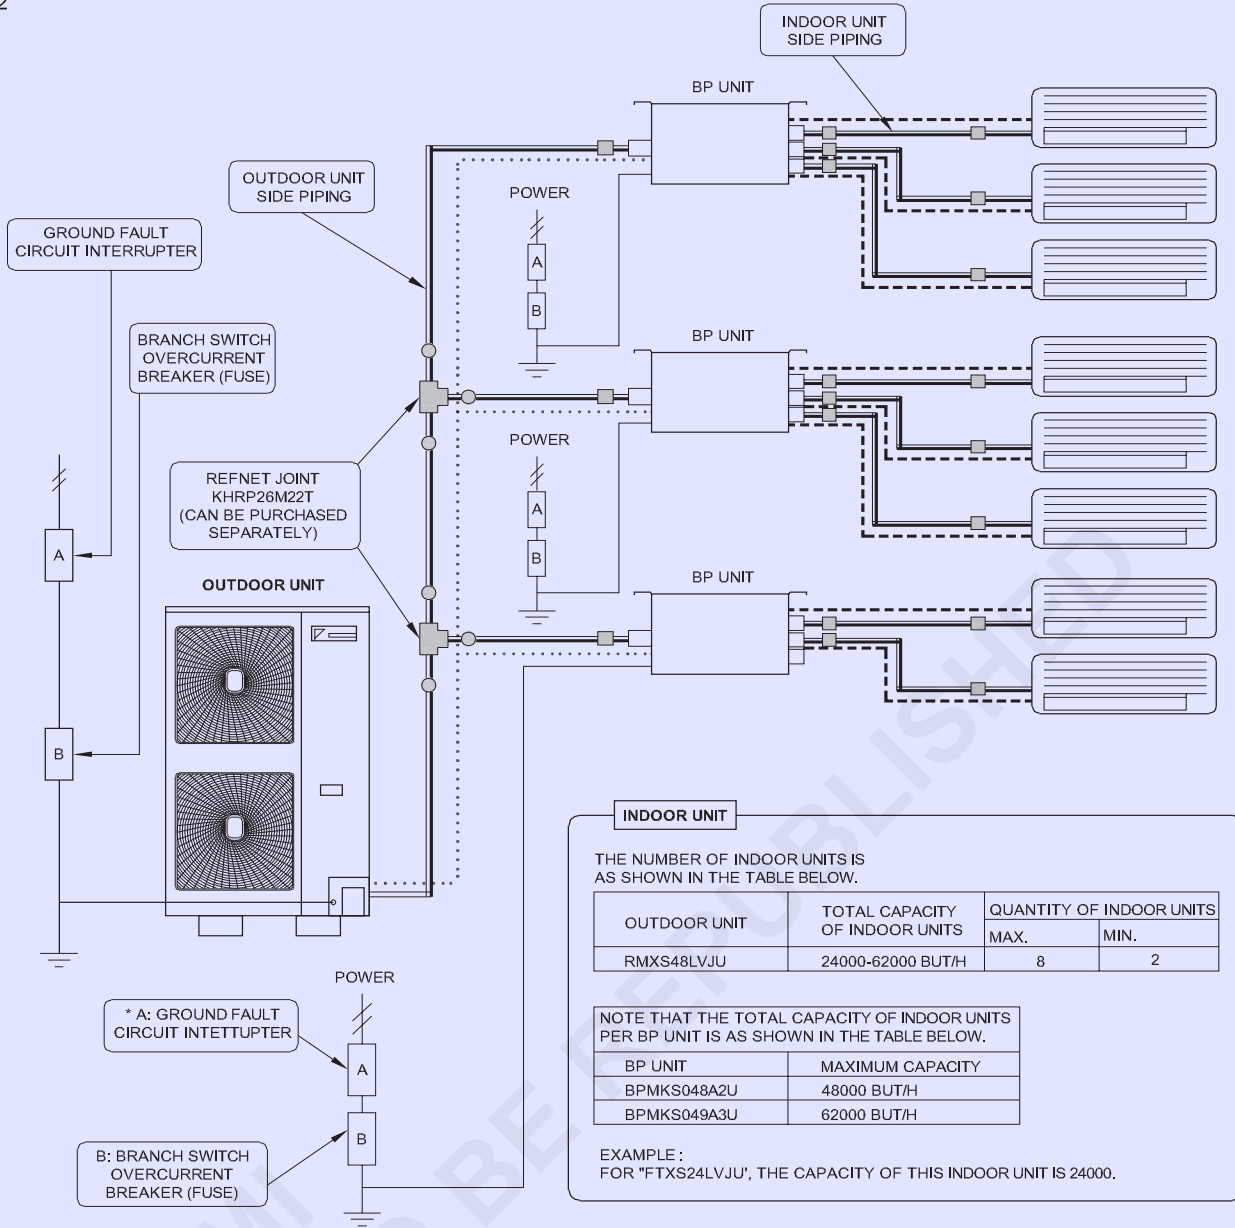 2
INDOOR UNIT
SIDE PIPING
BP UNIT
OUTDOOR UNIT
SIDE PIPING
POWER
GROUND FAULT
CIRCUIT INTERRUPTER
A
B
BRANCH SWITCH
OVERCURRENT
BREAKER (FUSE)
BP UNIT
POWER
REFNET JOINT
KHRP26M22T
(CAN BE PURCHASED
SEPARATELY)
A
B
A
OUTDOOR UNIT
BP UNIT
B
INDOOR UNIT
THE NUMBER OF INDOOR UNITS IS
AS SHOWN IN THE TABLE BELOW.
OUTDOOR UNIT
TOTAL CAPACITY
OF INDOOR UNITS
QUANTITY OF INDOOR UNITS
MAX. MIN.
RMXS48LVJU 24000-62000 BUT/H 8 2
POWER
* A: GROUND FAULT
CIRCUIT INTETTUPTER
A
B
B: BRANCH SWITCH
OVERCURRENT
BREAKER (FUSE)
NOTE THAT THE TOTAL CAPACITY OF INDOOR UNITS
PER BP UNIT IS AS SHOWN IN THE TABLE BELOW.
BP UNIT MAXIMUM CAPACITY
BPMKS048A2U 48000 BUT/H
BPMKS049A3U 62000 BUT/H
EXAMPLE :
FOR "FTXS24LVJU', THE CAPACITY OF THIS INDOOR UNIT IS 24000.
BE REPUBLISHED